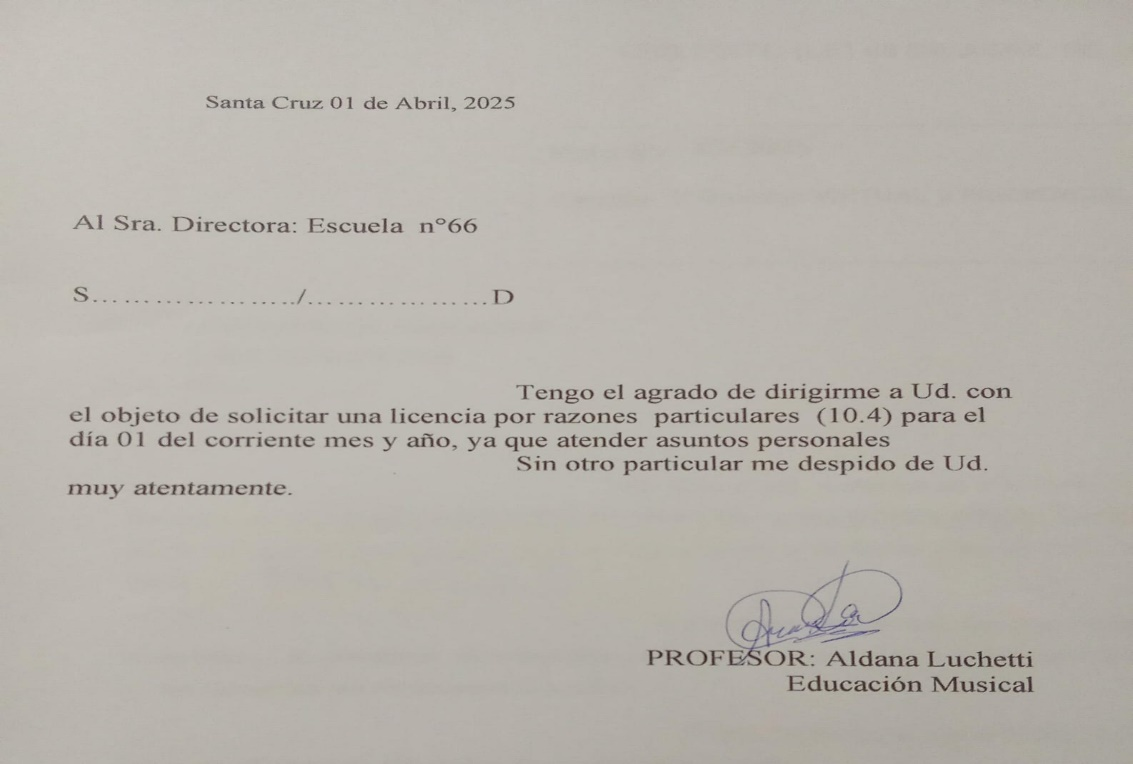 Santa Cruz 01 de Abril, 2025
Al Sra. Directora: Escuela n°66
S...................../...................D
Tengo el agrado de dirigirme a Ud. con
el objeto de solicitar una licencia por razones particulares (10.4) para el
día 01 del corriente mes y año, ya que atender asuntos personales
Sin otro particular me despido de Ud.
muy atentamente.
PROFESOR: Aldana Luchetti
Educación Musical